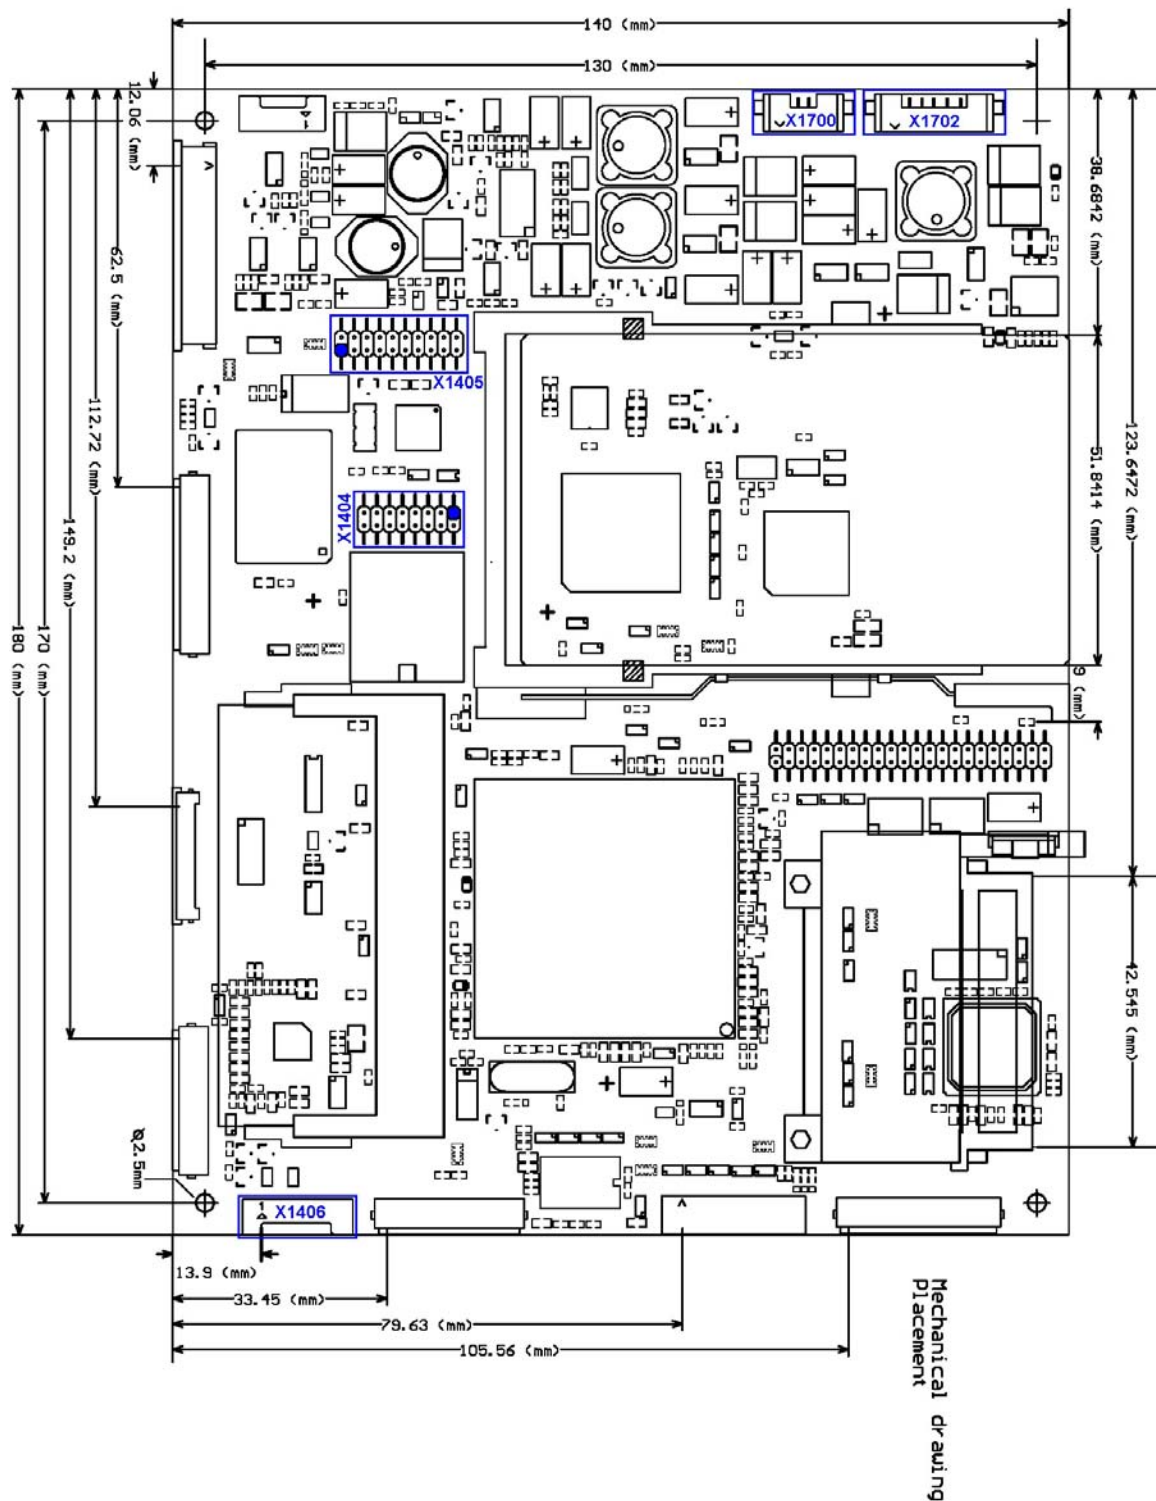 140 (mm)
130 (mm)
12.06 (mm)
X1700
X1702
38.6842 (mm)
62.5 (mm)
X1405
112.72 (mm)
123.6472 (mm)
51.8414 (mm)
X1404
149.2 (mm)
170 (mm)
180 (mm)
9 (mm)
42.545 (mm)
Ø2.5mm
1
X1406
13.9 (mm)
33.45 (mm)
79.63 (mm)
105.56 (mm)
Mechanical drawing
Placement